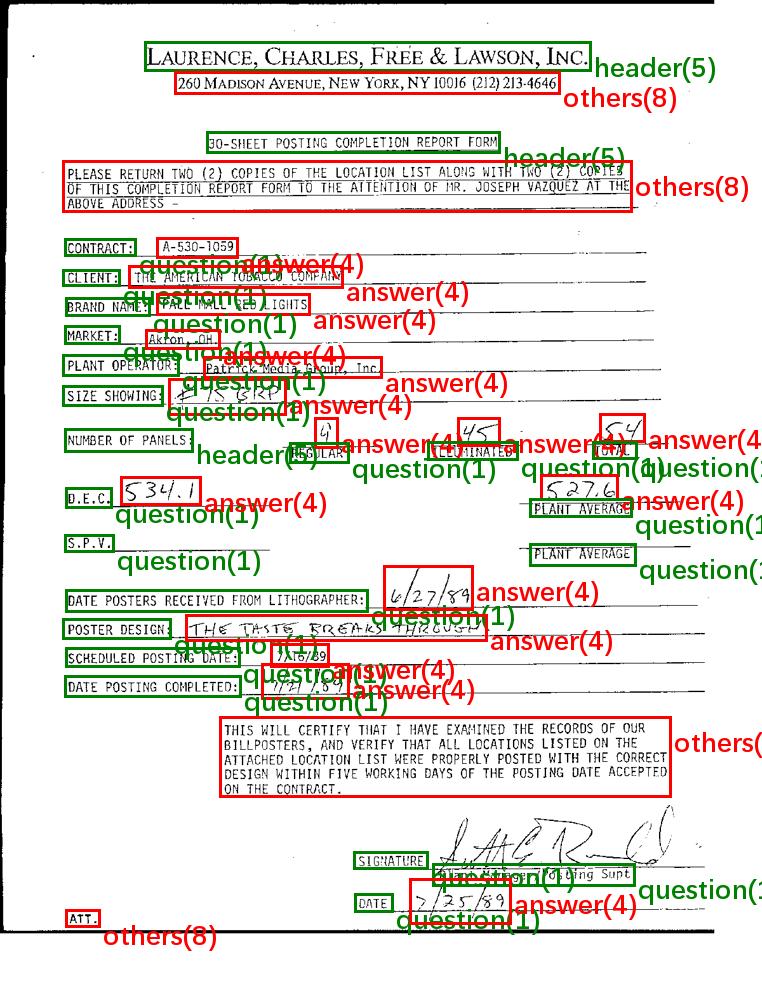 LAURENCE, CHARLES, FREE & LAWSON, INC.
header(5)
260 MADISON AVENUE, NEW YORK, NY 10016 (212) 213-4646
others(8)
30-SHEET POSTING COMPLETION REPORT FORM
header(5)
PLEASE RETURN TWO (2) COPIES OF THE LOCATION LIST ALONG WITH TWO (2) COPIES
OF THIS COMPLETION REPORT FORM TO THE ATTENTION OF MR. JOSEPH VAZQUEZ AT THE
ABOVE ADDRESS -
others(8)
CONTRACT: A-530-1059
question(1) answer(4)
CLIENT: THE AMERICAN TOBACCO COMPANY
question(1) answer(4)
BRAND NAME: PALL MALL RED LIGHTS
question(1) answer(4)
MARKET: Akron, OH.
question(1) answer(4)
PLANT OPERATOR: Patrick Media Group, Inc.
question(1) answer(4)
SIZE SHOWING: # 75 GRP
question(1) answer(4)
NUMBER OF PANELS: 9 45 54
header(5) answer(4) answer(4) answer(4)
REGULAR ILLUMINATED TOTAL
question(1) question(1) question(1
D.E.C. 534.1 527.6
question(1) answer(4) answer(4)
PLANT AVERAGE
question(1
S.P.V. PLANT AVERAGE
question(1) question(1
DATE POSTERS RECEIVED FROM LITHOGRAPHER: 6/27/89
question(1) answer(4)
POSTER DESIGN: THE TASTE BREAKS THROUGH
question(1) answer(4)
SCHEDULED POSTING DATE: 7/16/89
question(1) answer(4)
DATE POSTING COMPLETED: 7/21/89
question(1) answer(4)
THIS WILL CERTIFY THAT I HAVE EXAMINED THE RECORDS OF OUR
BILLPOSTERS, AND VERIFY THAT ALL LOCATIONS LISTED ON THE
ATTACHED LOCATION LIST WERE PROPERLY POSTED WITH THE CORRECT
DESIGN WITHIN FIVE WORKING DAYS OF THE POSTING DATE ACCEPTED
ON THE CONTRACT.
others(
SIGNATURE
question(1)
Plant Manager/Posting Supt
question(1
DATE 7/25/89
question(1) answer(4)
ATT.
others(8)